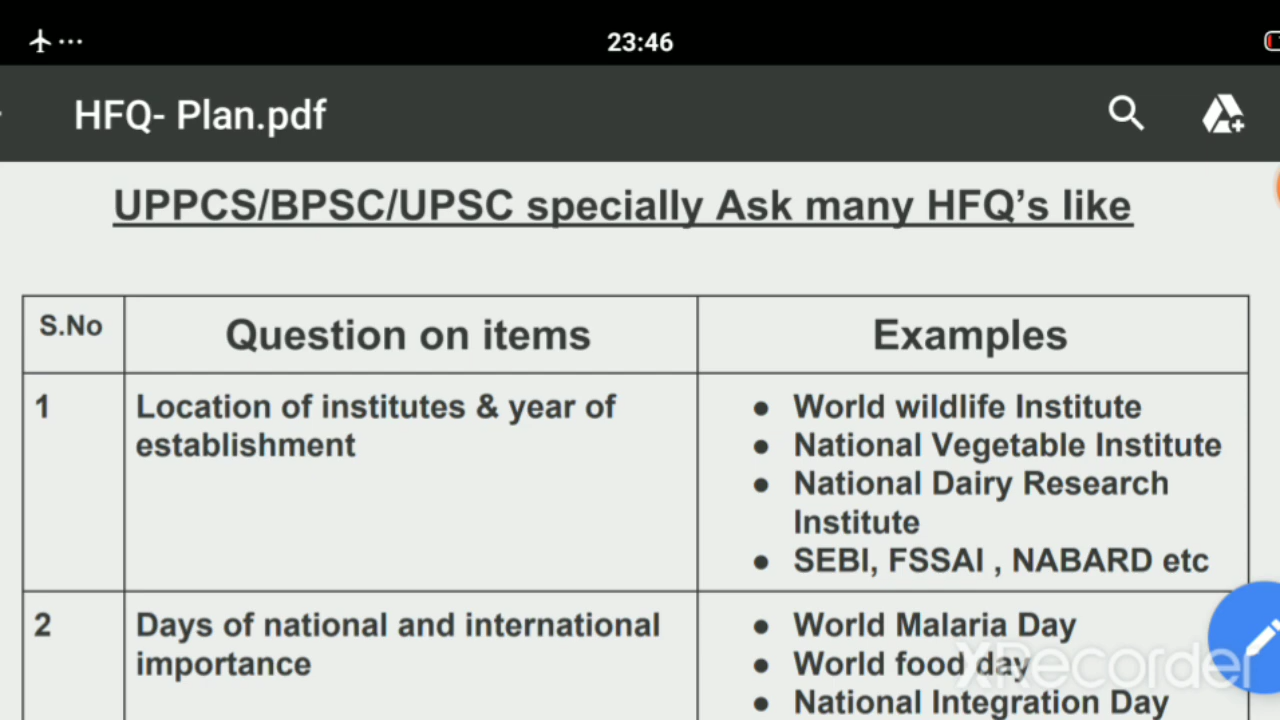 23:46
HFQ- Plan.pdf
UPPCS/BPSC/UPSC specially Ask many HFQ's like
S.No
Question on items
Examples
1
Location of institutes & year of
establishment
● World wildlife Institute
● National Vegetable Institute
● National Dairy Research
Institute
● SEBI, FSSAI , NABARD etc
2
Days of national and international
importance
● World Malaria Day
● World food day
● National Integration Day
XRecorder